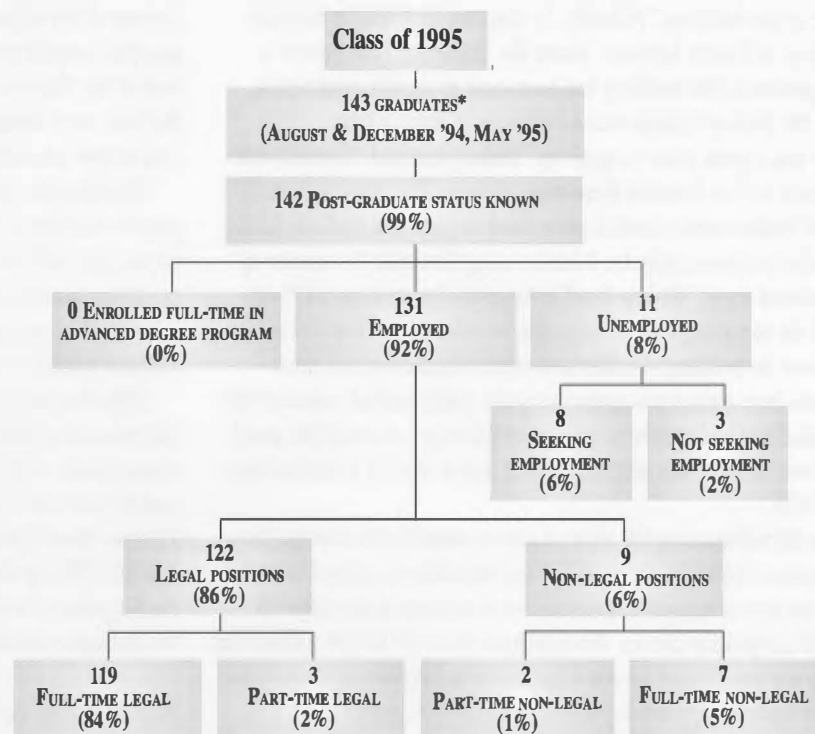 Class of 1995
143 GRADUATES*
(AUGUST & DECEMBER '94, MAY '95)
142 POST-GRADUATE STATUS KNOWN
(99%)
0 ENROLLED FULL-TIME IN
ADVANCED DEGREE PROGRAM
(0%)
131
EMPLOYED
(92%)
11
UNEMPLOYED
(8%)
8
SEEKING
EMPLOYMENT
(6%)
3
NOT SEEKING
EMPLOYMENT
(2%)
122
LEGAL POSITIONS
(86%)
9
NON-LEGAL POSITIONS
(6%)
119
FULL-TIME LEGAL
(84%)
3
PART-TIME LEGAL
(2%)
2
PART-TIME NON-LEGAL
(1%)
7
FULL-TIME NON-LEGAL
(5%)